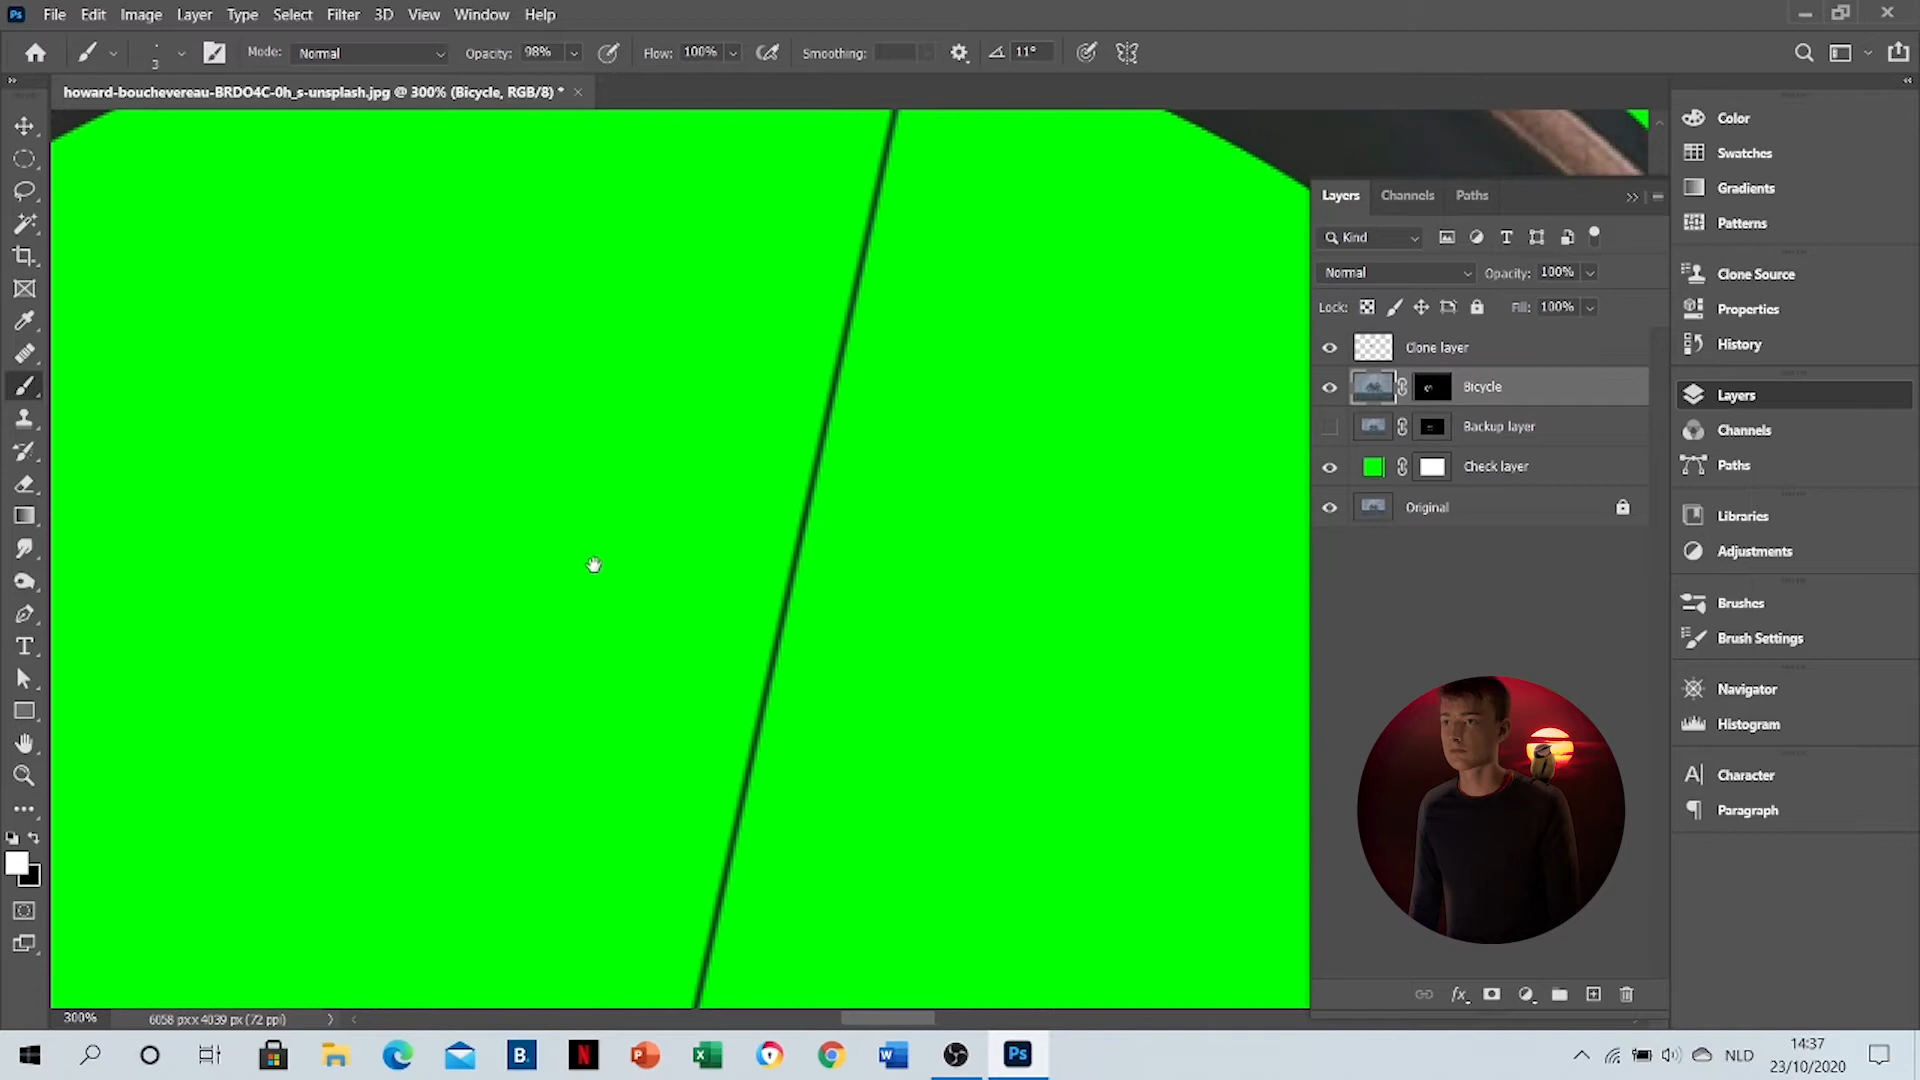 File Edit Image Layer Type Select Filter 3D View Window Help
3 Mode: Normal Opacity: 98% Flow: 100% Smoothing: 11°
howard-bouchevereau-BRDO4C-0h_s-unsplash.jpg @ 300% (Bicycle, RGB/8) *
Layers Channels Paths
Kind
Normal Opacity: 100%
Lock: Fill: 100%
Clone layer
Bicycle
Backup layer
Check layer
Original
Color
Swatches
Gradients
Patterns
Clone Source
Properties
History
Layers
Channels
Paths
Libraries
Adjustments
Brushes
Brush Settings
Navigator
Histogram
Character
Paragraph
300% 6058 px x 4039 px (72 ppi)
NLD
14:37
23/10/2020